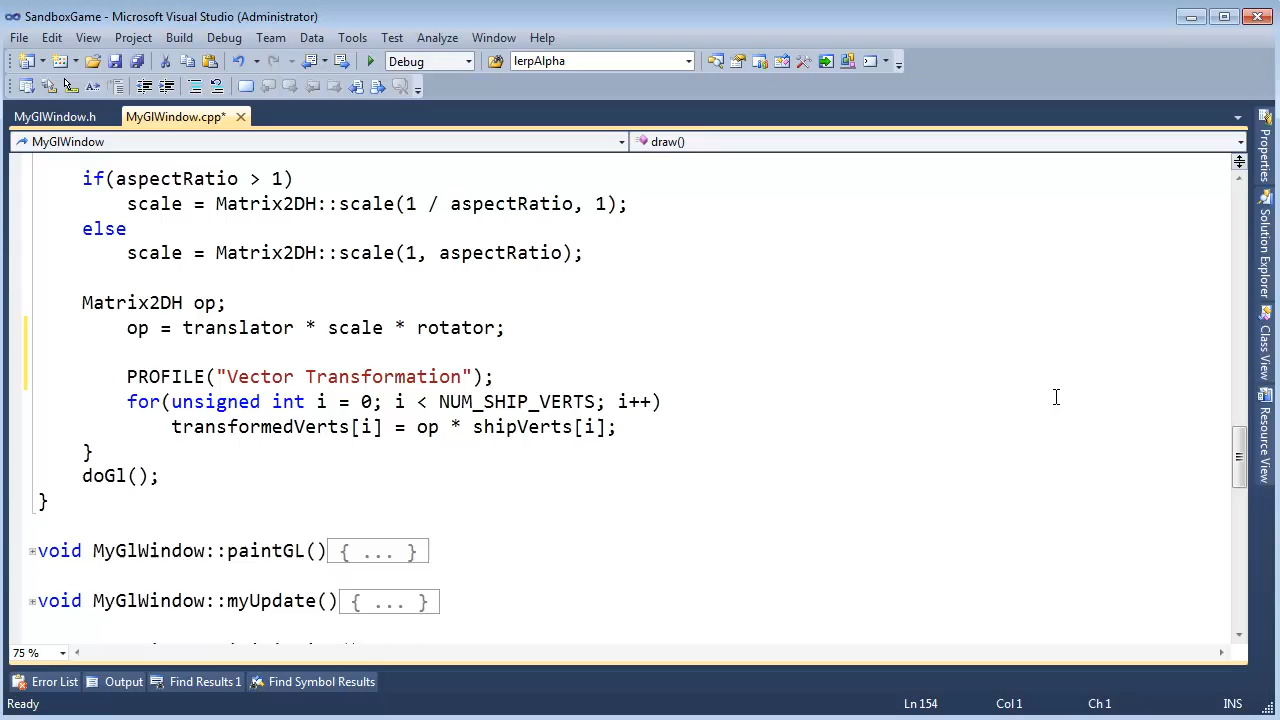 SandboxGame - Microsoft Visual Studio (Administrator)
File Edit View Project Build Debug Team Data Tools Test Analyze Window Help
Debug lerpAlpha
MyGlWindow.h MyGlWindow.cpp*
MyGlWindow draw()
if(aspectRatio > 1)
scale = Matrix2DH::scale(1 / aspectRatio, 1);
else
scale = Matrix2DH::scale(1, aspectRatio);
Matrix2DH op;
op = translator * scale * rotator;
PROFILE("Vector Transformation");
for(unsigned int i = 0; i < NUM_SHIP_VERTS; i++)
transformedVerts[i] = op * shipVerts[i];
}
doGl();
}
void MyGlWindow::paintGL(){ ... }
void MyGlWindow::myUpdate(){ ... }
75 %
Properties
Solution Explorer
Class View
Resource View
Error List Output Find Results 1 Find Symbol Results
Ready Ln 154 Col 1 Ch 1 INS